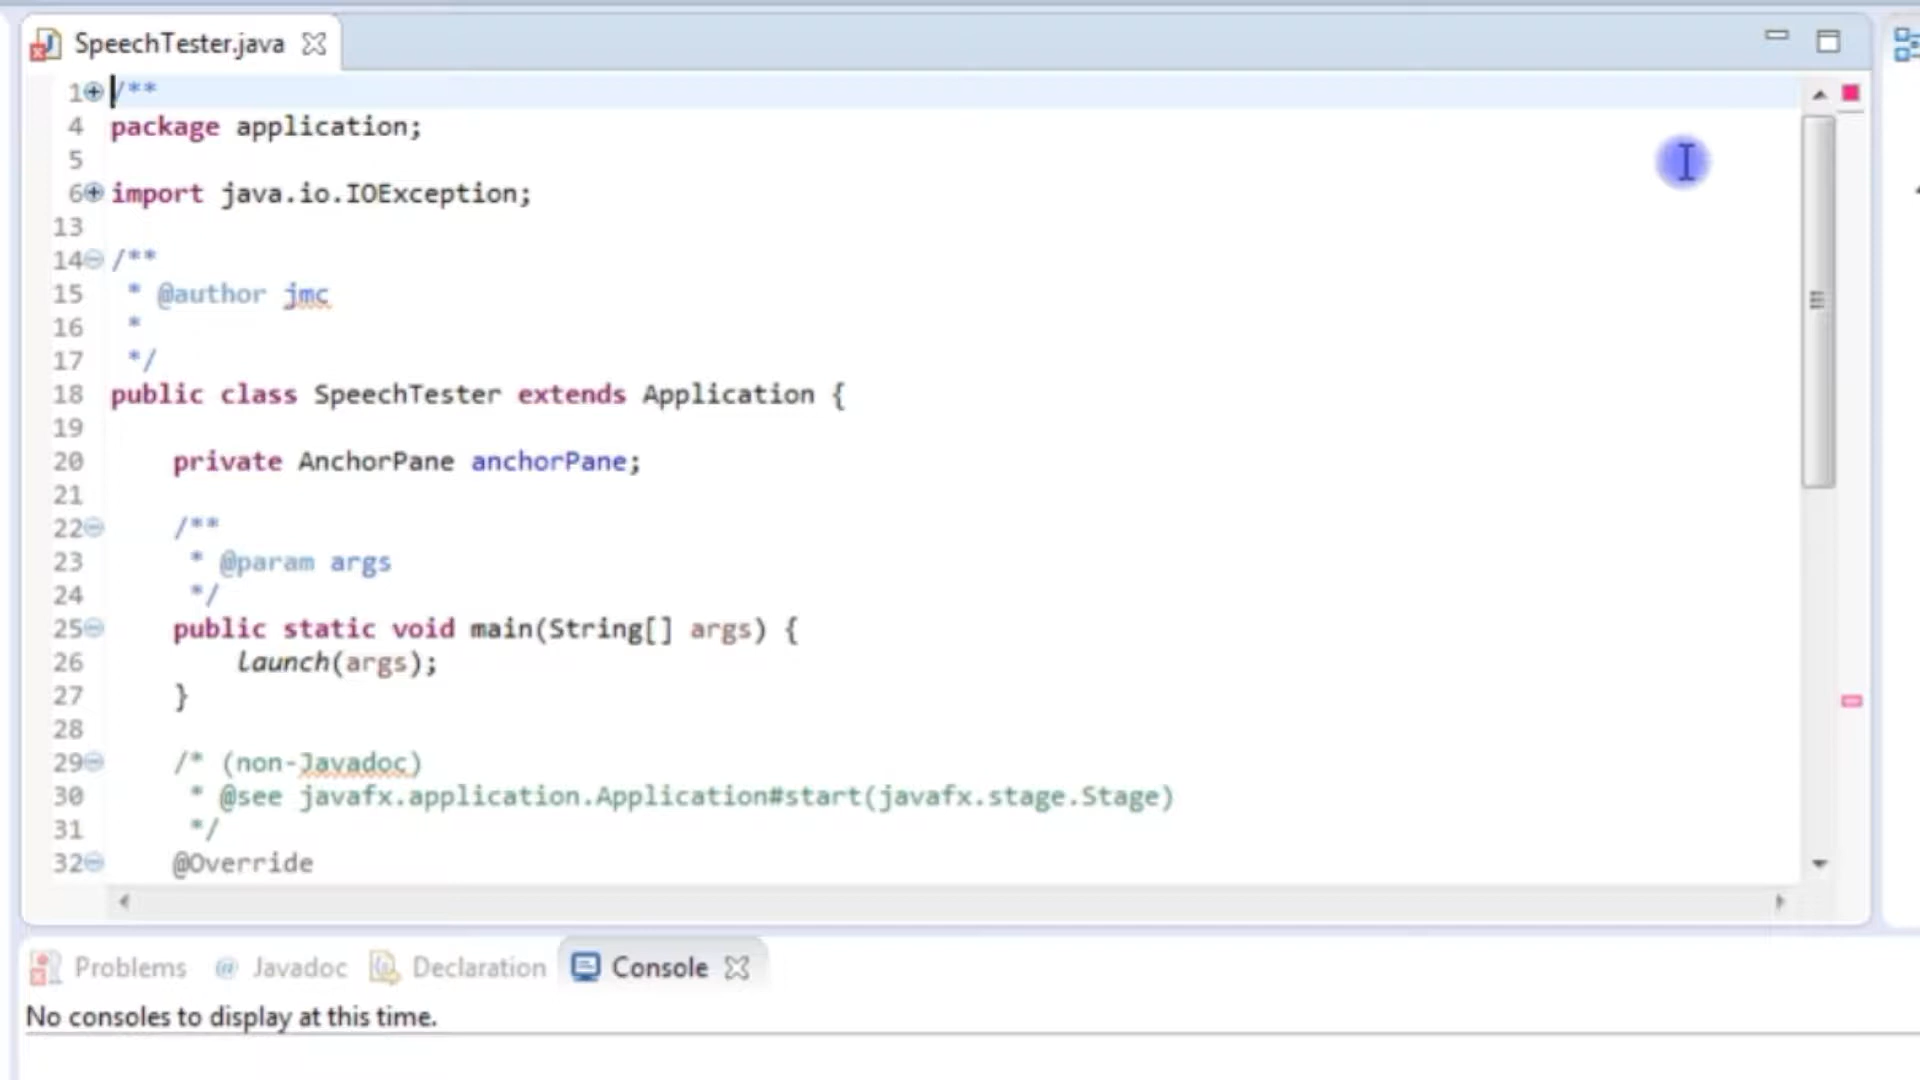 SpeechTester.java
1 /**
4 package application;
5
6 import java.io.IOException;
13
14 /**
15 * @author jmc
16 *
17 */
18 public class SpeechTester extends Application {
19
20 private AnchorPane anchorPane;
21
22 /**
23 * @param args
24 */
25 public static void main(String[] args) {
26 launch(args);
27 }
28
29 /* (non-Javadoc)
30 * @see javafx.application.Application#start(javafx.stage.Stage)
31 */
32 @Override
Problems @ Javadoc Declaration Console
No consoles to display at this time.